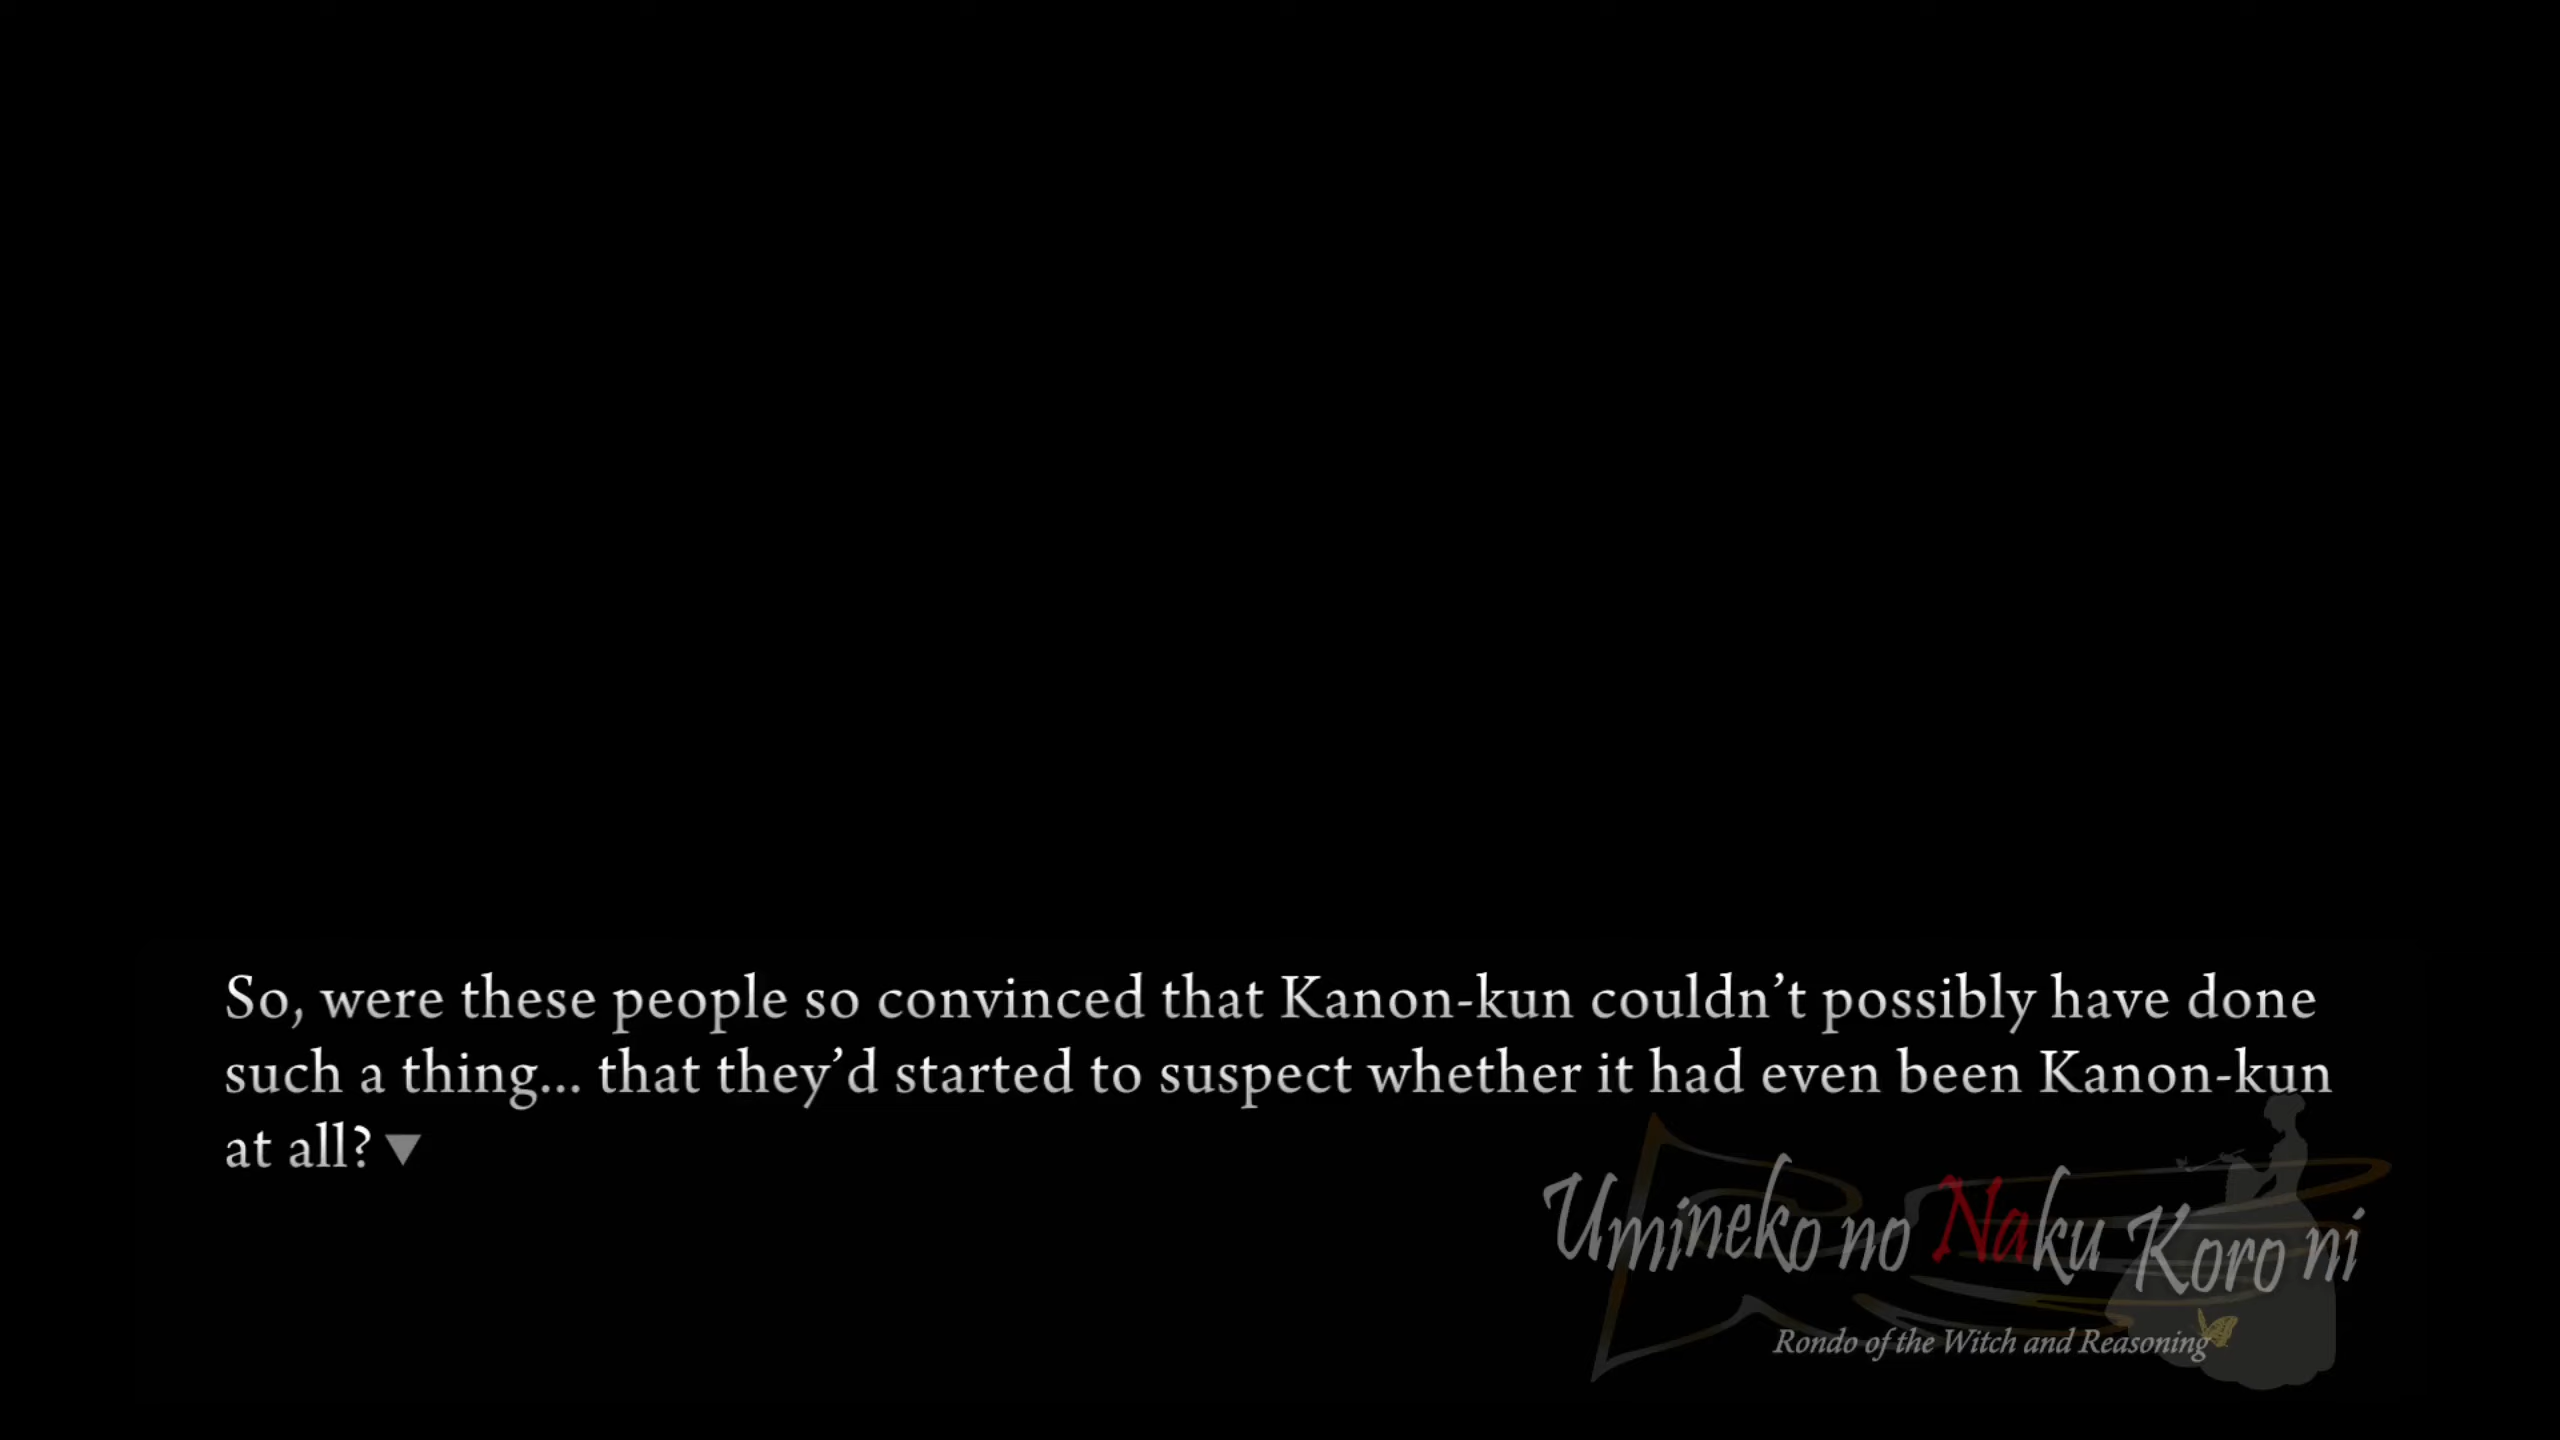 So, were these people so convinced that Kanon-kun couldn’t possibly have done
such a thing... that they’d started to suspect whether it had even been Kanon-kun
at all?
Umineko no Naku Koro ni
Rondo of the Witch and Reasoning